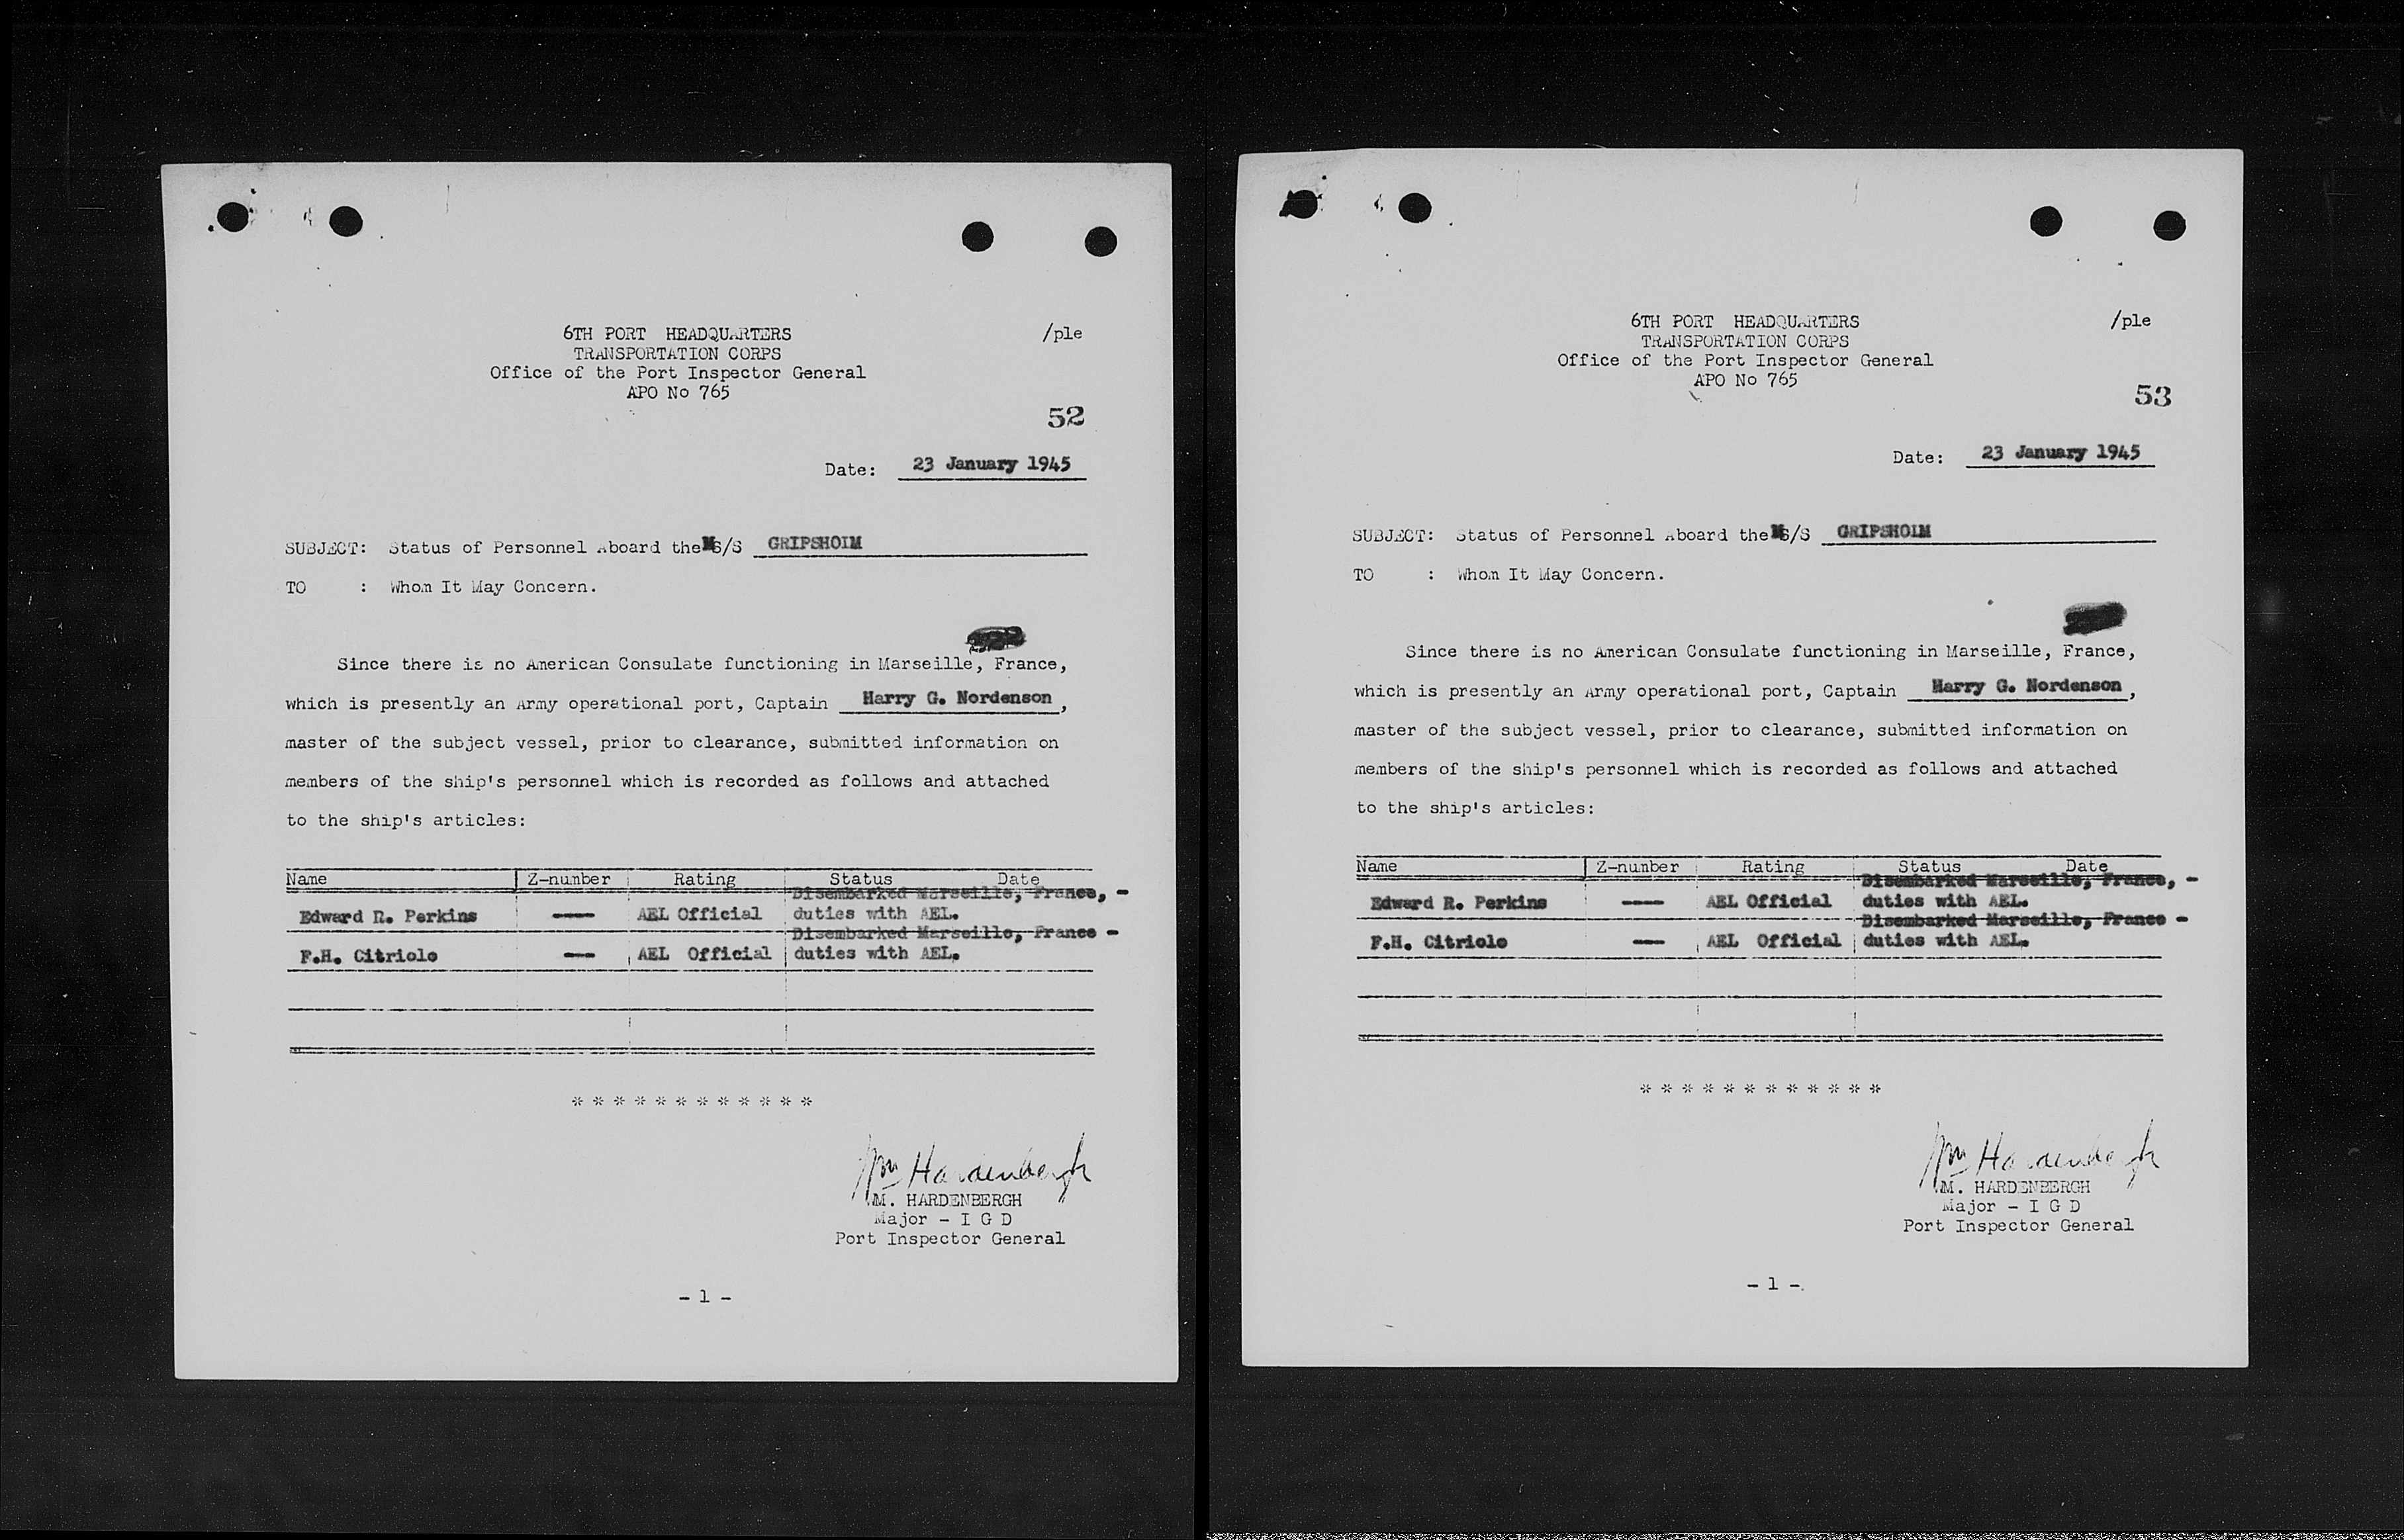 6TH PORT HEADQUARTERS /ple
TRANSPORTATION CORPS
Office of the Port Inspector General
APO No 765
52
Date: 23 January 1945
SUBJECT: Status of Personnel Aboard the MS/S GRIPSHOLM
TO : Whom It May Concern.
Since there is no American Consulate functioning in Marseille, France,
which is presently an Army operational port, Captain Harry G. Nordenson,
master of the subject vessel, prior to clearance, submitted information on
members of the ship's personnel which is recorded as follows and attached
to the ship's articles:
Name Z-number Rating Status Date
Disembarked Marseille, France, -
Edward R. Perkins ---- AEL Official duties with AEL.
Disembarked Marseille, France -
F.H. Citriolo --- AEL Official duties with AEL.
* * * * * * * * * * * *
Wm Hardenbergh
WM. HARDENBERGH
Major - I G D
Port Inspector General
- 1 -
6TH PORT HEADQUARTERS /ple
TRANSPORTATION CORPS
Office of the Port Inspector General
APO No 765
53
Date: 23 January 1945
SUBJECT: Status of Personnel Aboard the MS/S GRIPSHOLM
TO : Whom It May Concern.
Since there is no American Consulate functioning in Marseille, France,
which is presently an Army operational port, Captain Harry G. Nordenson,
master of the subject vessel, prior to clearance, submitted information on
members of the ship's personnel which is recorded as follows and attached
to the ship's articles:
Name Z-number Rating Status Date
Disembarked Marseille, France, -
Edward R. Perkins ---- AEL Official duties with AEL.
Disembarked Marseille, France -
F.H. Citriolo --- AEL Official duties with AEL.
* * * * * * * * * * * *
Wm Hardenbergh
WM. HARDENBERGH
Major - I G D
Port Inspector General
- 1 -